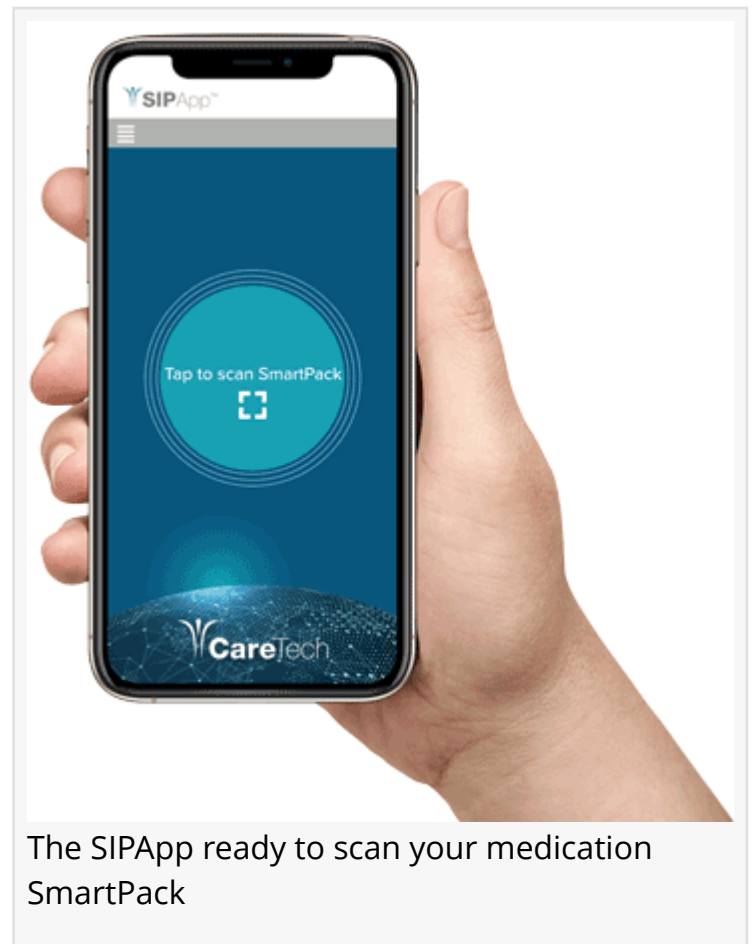 SIPApp™
Tap to scan SmartPack
CareTech
The SIPApp ready to scan your medication
SmartPack